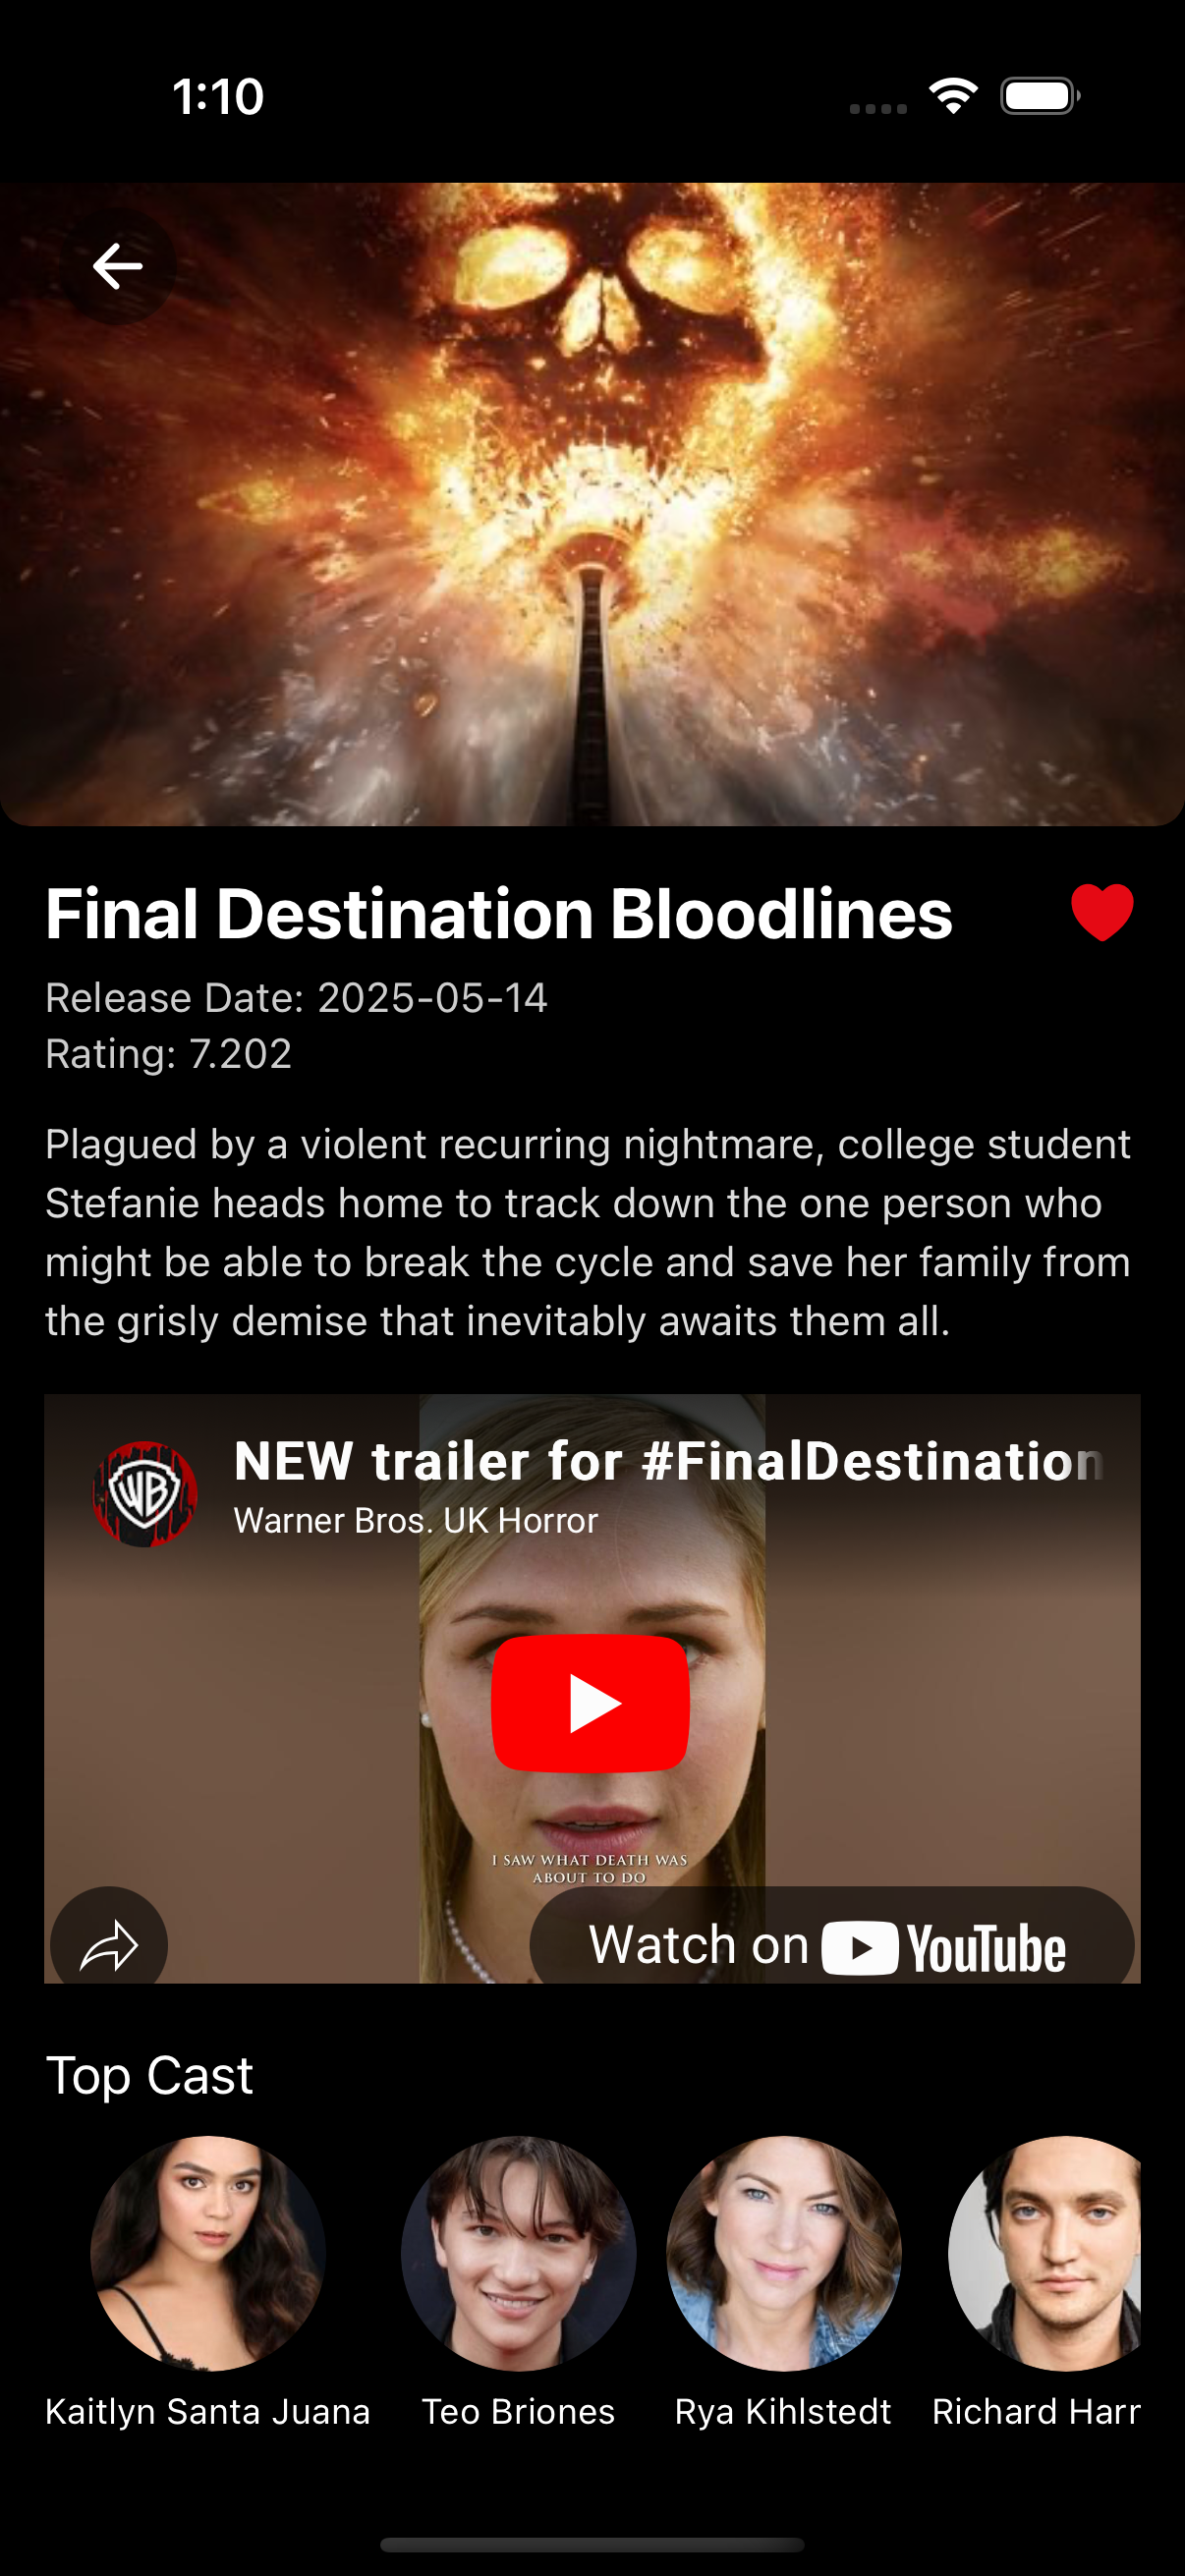 1:10
Final Destination Bloodlines
Release Date: 2025-05-14
Rating: 7.202
Plagued by a violent recurring nightmare, college student
Stefanie heads home to track down the one person who
might be able to break the cycle and save her family from
the grisly demise that inevitably awaits them all.
WB
NEW trailer for #FinalDestination
Warner Bros. UK Horror
I SAW WHAT DEATH WAS
ABOUT TO DO
Watch on YouTube
Top Cast
Kaitlyn Santa Juana
Teo Briones
Rya Kihlstedt
Richard Harr